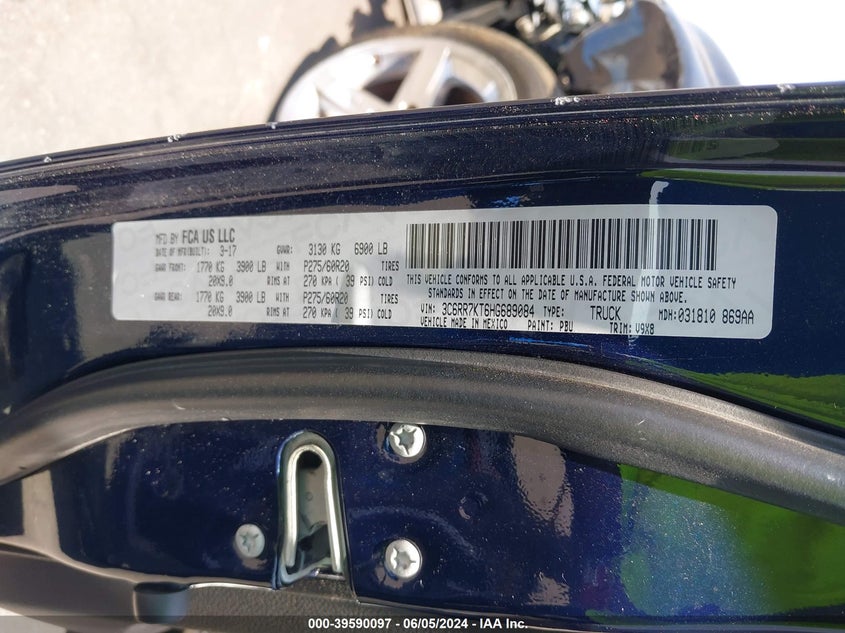 MFD BY FCA US LLC
DATE OF MFR(BUILT): 3-17 GVWR: 3130 KG 6900 LB
GAWR FRONT: 1770 KG 3900 LB WITH P275/60R20 TIRES
20X9.0 RIMS AT 270 KPA ( 39 PSI) COLD
GAWR REAR: 1770 KG 3900 LB WITH P275/60R20 TIRES
20X9.0 RIMS AT 270 KPA ( 39 PSI) COLD
THIS VEHICLE CONFORMS TO ALL APPLICABLE U.S.A. FEDERAL MOTOR VEHICLE SAFETY
STANDARDS IN EFFECT ON THE DATE OF MANUFACTURE SHOWN ABOVE.
VIN: 3C6RR7KT6HG689084 TYPE: TRUCK MDH:031810 869AA
VEHICLE MADE IN MEXICO PAINT: PBU TRIM: V9X8
000-39590097 - 06/05/2024 - IAA Inc.